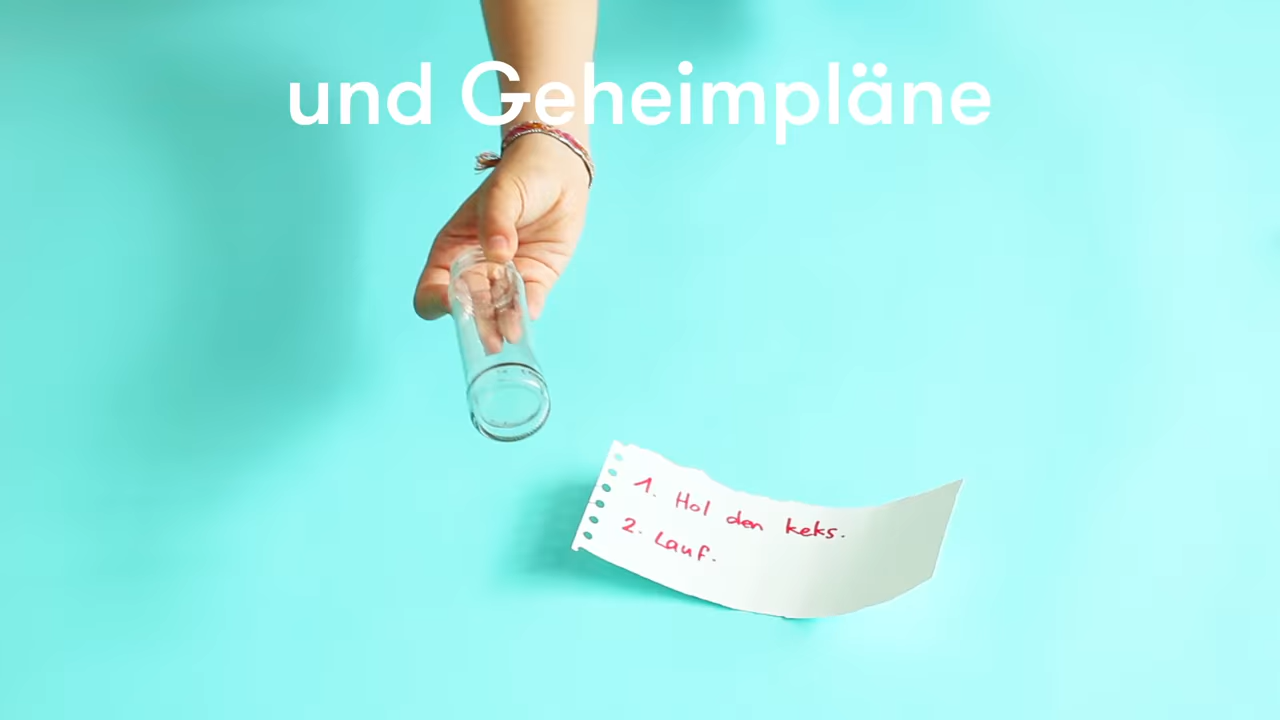 und Geheimpläne
1. Hol den keks.
2. Lauf.